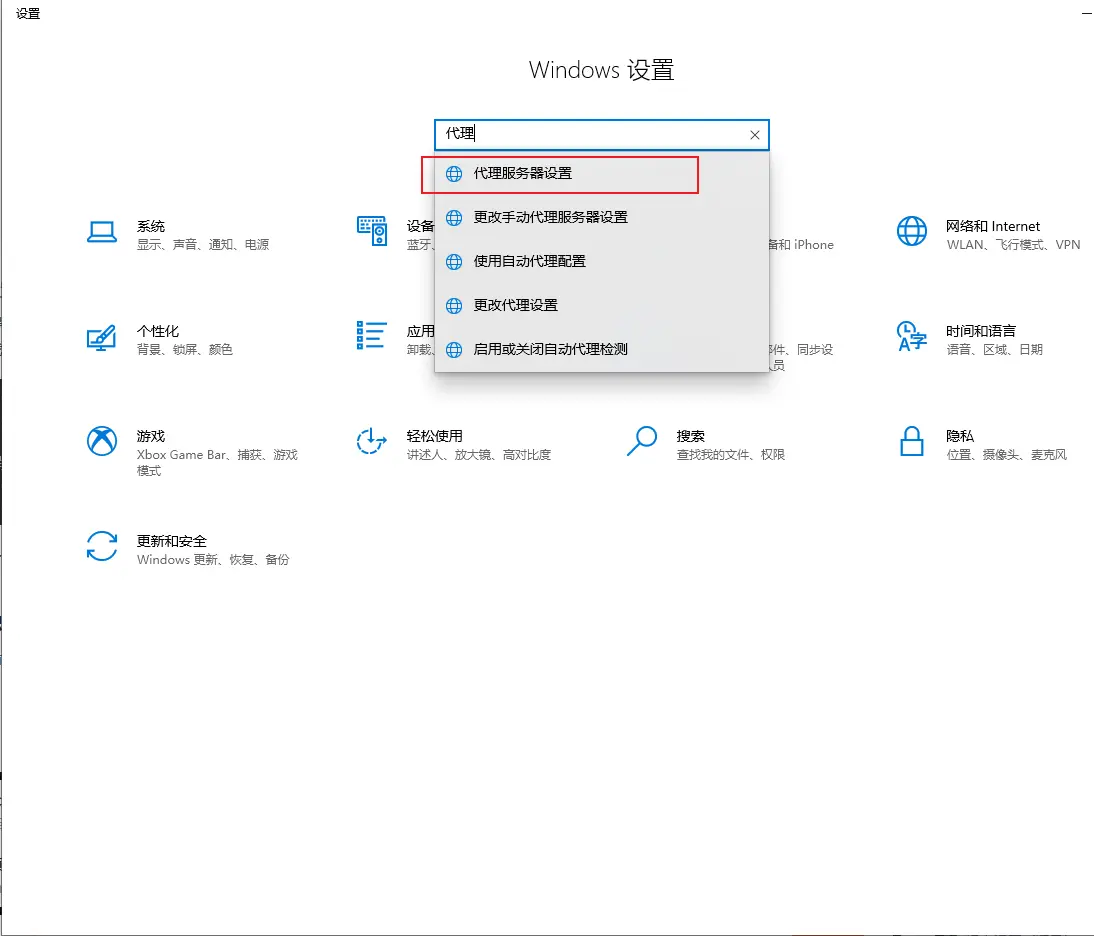 设置
Windows 设置
代理
代理服务器设置
更改手动代理服务器设置
使用自动代理配置
更改代理设置
启用或关闭自动代理检测
系统
显示、声音、通知、电源
设备
蓝牙、
备和 iPhone
网络和 Internet
WLAN、飞行模式、VPN
个性化
背景、锁屏、颜色
应用
卸载、
件、同步设
人员
时间和语言
语音、区域、日期
游戏
Xbox Game Bar、捕获、游戏
模式
轻松使用
讲述人、放大镜、高对比度
搜索
查找我的文件、权限
隐私
位置、摄像头、麦克风
更新和安全
Windows 更新、恢复、备份